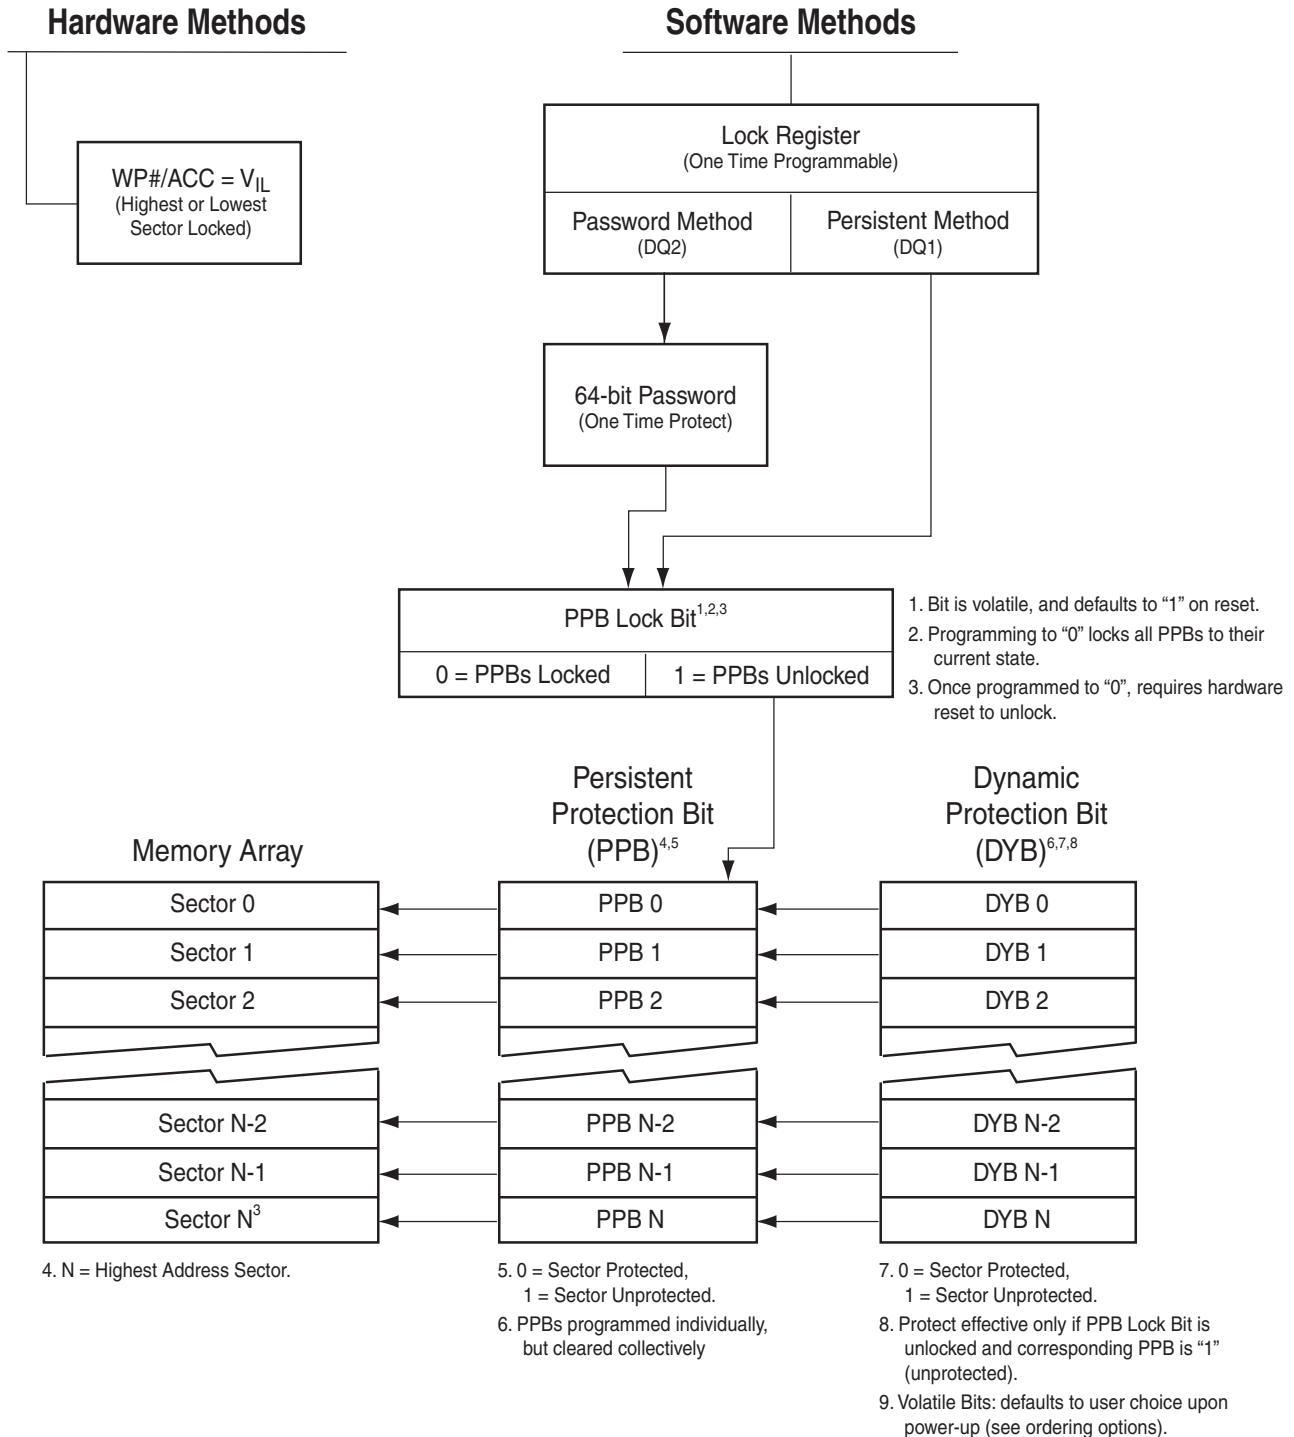 Hardware Methods
Software Methods
WP#/ACC = VIL
(Highest or Lowest
Sector Locked)
Lock Register
(One Time Programmable)
Password Method
(DQ2)
Persistent Method
(DQ1)
64-bit Password
(One Time Protect)
PPB Lock Bit1,2,3
0 = PPBs Locked
1 = PPBs Unlocked
1. Bit is volatile, and defaults to “1” on reset.
2. Programming to “0” locks all PPBs to their
current state.
3. Once programmed to “0”, requires hardware
reset to unlock.
Memory Array
Persistent
Protection Bit
(PPB)4,5
Dynamic
Protection Bit
(DYB)6,7,8
Sector 0
PPB 0
DYB 0
Sector 1
PPB 1
DYB 1
Sector 2
PPB 2
DYB 2
Sector N-2
PPB N-2
DYB N-2
Sector N-1
PPB N-1
DYB N-1
Sector N3
PPB N
DYB N
4. N = Highest Address Sector.
5. 0 = Sector Protected,
1 = Sector Unprotected.
6. PPBs programmed individually,
but cleared collectively
7. 0 = Sector Protected,
1 = Sector Unprotected.
8. Protect effective only if PPB Lock Bit is
unlocked and corresponding PPB is “1”
(unprotected).
9. Volatile Bits: defaults to user choice upon
power-up (see ordering options).